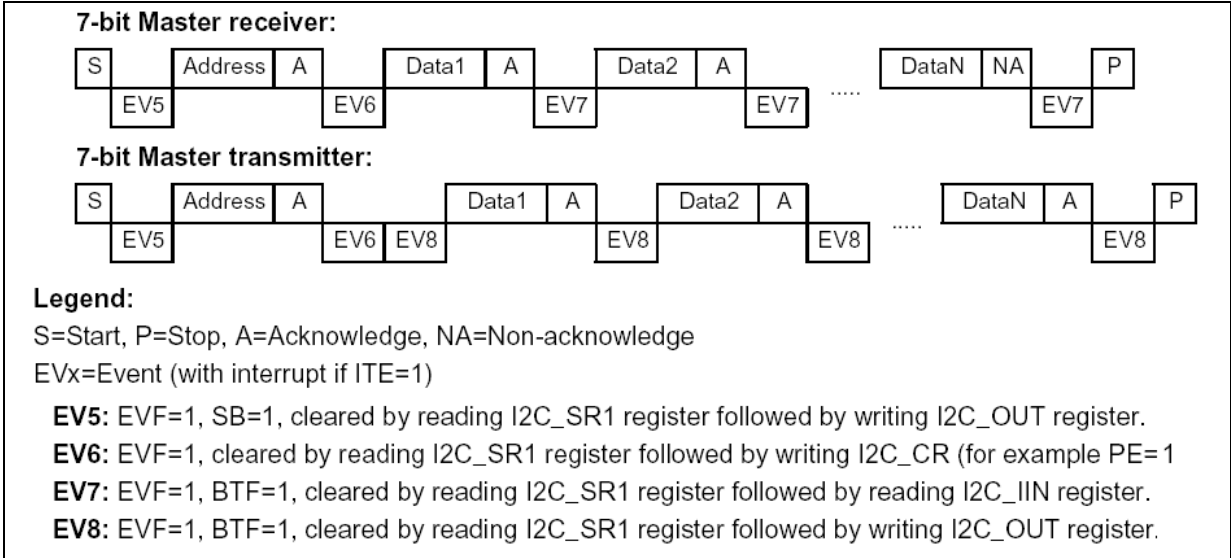 7-bit Master receiver:
S Address A Data1 A Data2 A ..... DataN NA P
EV5 EV6 EV7 EV7 EV7
7-bit Master transmitter:
S Address A Data1 A Data2 A ..... DataN A P
EV5 EV6 EV8 EV8 EV8 EV8
Legend:
S=Start, P=Stop, A=Acknowledge, NA=Non-acknowledge
EVx=Event (with interrupt if ITE=1)
EV5: EVF=1, SB=1, cleared by reading I2C_SR1 register followed by writing I2C_OUT register.
EV6: EVF=1, cleared by reading I2C_SR1 register followed by writing I2C_CR (for example PE=1
EV7: EVF=1, BTF=1, cleared by reading I2C_SR1 register followed by reading I2C_IIN register.
EV8: EVF=1, BTF=1, cleared by reading I2C_SR1 register followed by writing I2C_OUT register.